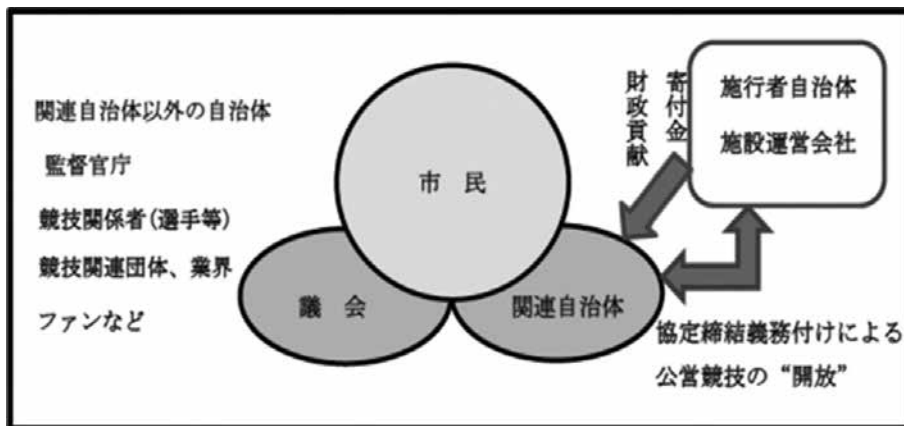 関連自治体以外の自治体
監督官庁
競技関係者(選手等)
競技関連団体、業界
ファンなど
市 民
議 会
関連自治体
寄付金
財政貢献
施行者自治体
施設運営会社
協定締結義務付けによる
公営競技の“開放”